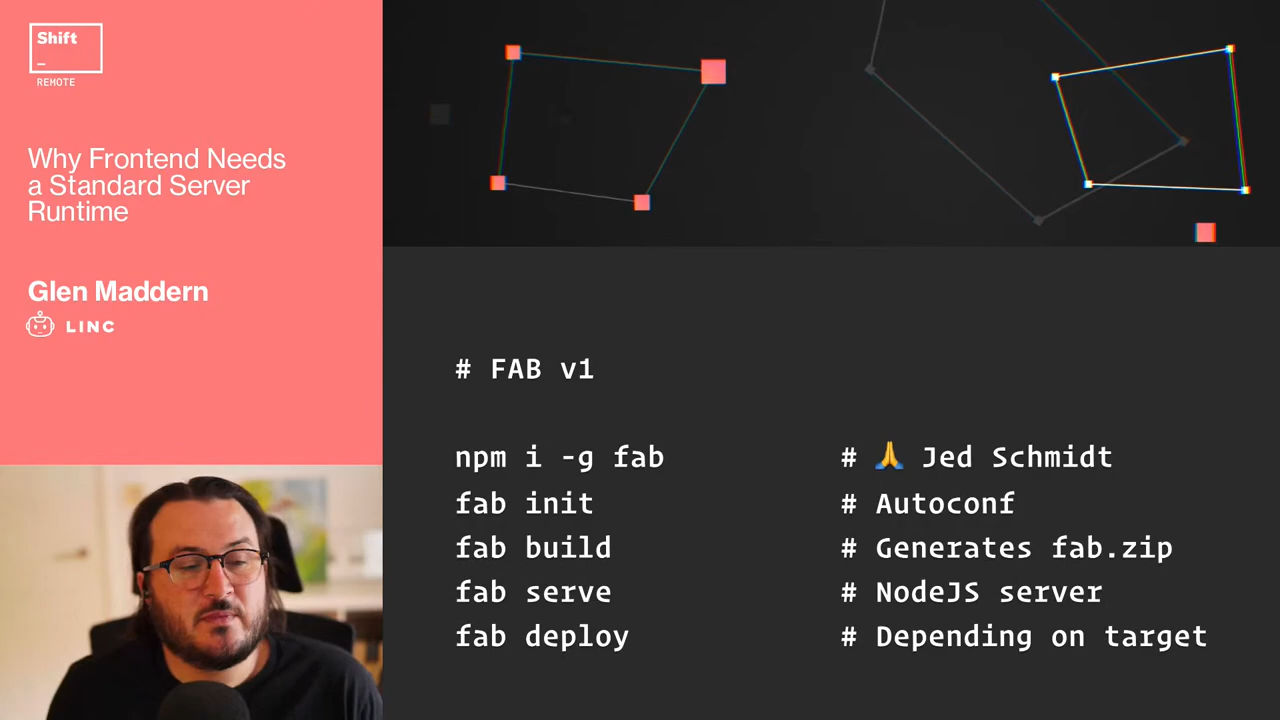 Shift
_
REMOTE
Why Frontend Needs
a Standard Server
Runtime
Glen Maddern
LINC
# FAB v1
npm i -g fab # 🙏 Jed Schmidt
fab init # Autoconf
fab build # Generates fab.zip
fab serve # NodeJS server
fab deploy # Depending on target